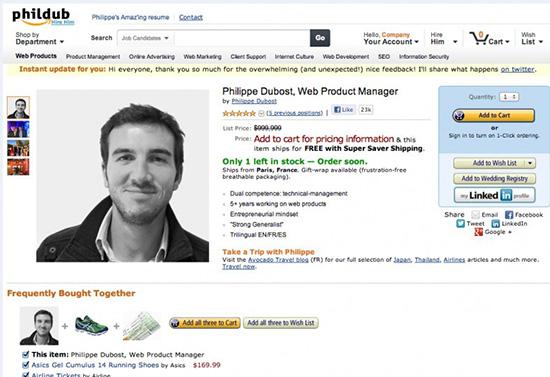 phildub
Hire Him
Philippe's Amaz'ing resume Contact
Shop by
Department
Search Job Candidates Go
Hello, Company
Your Account
Hire
Him
0 Cart
Wish
List
Web Products Product Management Online Advertising Web Marketing Client Support Internet Culture Web Development SEO Information Security
Instant update for you: Hi everyone, thank you so much for the overwhelming (and unexpected!) nice feedback! I'll share what happens on twitter.
Philippe Dubost, Web Product Manager
by Philippe Dubost
(3 previous positions) Like 23k
List Price: $999,999
Price: Add to cart for pricing information & this
item ships for FREE with Super Saver Shipping.
Only 1 left in stock — Order soon.
Ships from Paris, France. Gift-wrap available (frustration-free
breathable packaging).
Dual competence: technical-management
5+ years working on web products
Entrepreneurial mindset
"Strong Generalist"
Trilingual EN/FR/ES
Take a Trip with Philippe
Visit the Avocado Travel blog (FR) for our full selection of Japan, Thailand, Airlines articles and much more.
Travel now.
Quantity: 1
Add to Cart
or
Sign in to turn on 1-Click ordering.
Add to Wish List
Add to Wedding Registry
my Linked in profile
Share Email Facebook
Twitter LinkedIn
Google +
Frequently Bought Together
Add all three to Cart Add all three to Wish List
This item: Philippe Dubost, Web Product Manager
Asics Gel Cumulus 14 Running Shoes by Asics $169.99
Airline Tickets by Airline